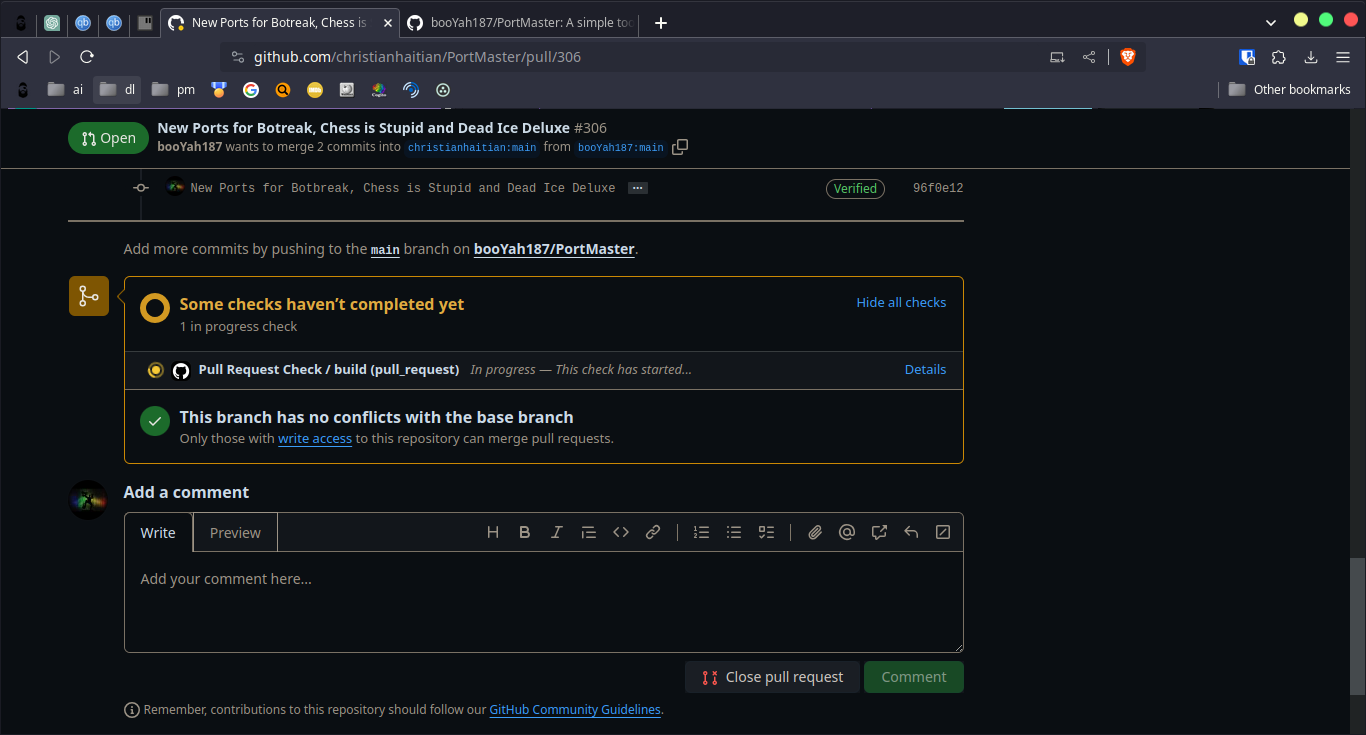 New Ports for Botreak, Chess is
booYah187/PortMaster: A simple too
github.com/christianhaitian/PortMaster/pull/306
ai
dl
pm
Other bookmarks
Open
New Ports for Botreak, Chess is Stupid and Dead Ice Deluxe #306
booYah187 wants to merge 2 commits into christianhaitian:main from booYah187:main
New Ports for Botbreak, Chess is Stupid and Dead Ice Deluxe
Verified
96f0e12
Add more commits by pushing to the main branch on booYah187/PortMaster.
Some checks haven’t completed yet
Hide all checks
1 in progress check
Pull Request Check / build (pull_request) In progress — This check has started...
Details
This branch has no conflicts with the base branch
Only those with write access to this repository can merge pull requests.
Add a comment
Write
Preview
Add your comment here...
Close pull request
Comment
Remember, contributions to this repository should follow our GitHub Community Guidelines.